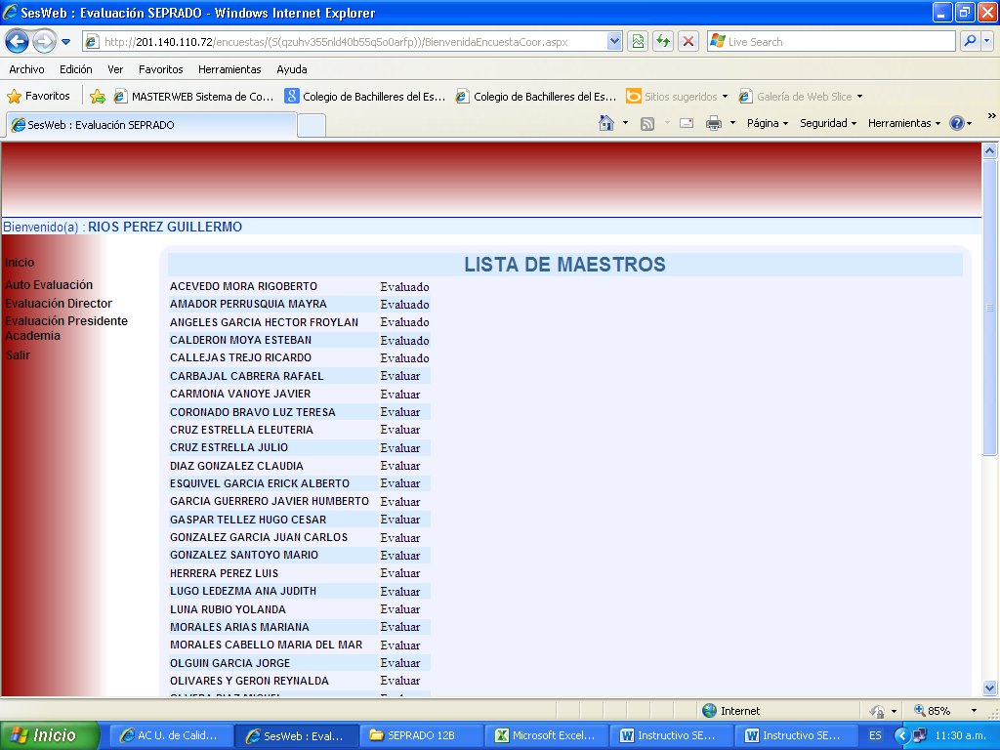 SesWeb : Evaluación SEPRADO - Windows Internet Explorer
http://201.140.110.72/encuestas/(S(qzuhv355nld40b55q5o0arfp))/BienvenidaEncuestaCoor.aspx
Live Search
Archivo Edición Ver Favoritos Herramientas Ayuda
Favoritos MASTERWEB Sistema de Co... Colegio de Bachilleres del Es... Colegio de Bachilleres del Es... Sitios sugeridos Galería de Web Slice
SesWeb : Evaluación SEPRADO
Página Seguridad Herramientas »
Bienvenido(a) : RIOS PEREZ GUILLERMO
Inicio
Auto Evaluación
Evaluación Director
Evaluación Presidente
Academia
Salir
LISTA DE MAESTROS
ACEVEDO MORA RIGOBERTO Evaluado
AMADOR PERRUSQUIA MAYRA Evaluado
ANGELES GARCIA HECTOR FROYLAN Evaluado
CALDERON MOYA ESTEBAN Evaluado
CALLEJAS TREJO RICARDO Evaluado
CARBAJAL CABRERA RAFAEL Evaluar
CARMONA VANOYE JAVIER Evaluar
CORONADO BRAVO LUZ TERESA Evaluar
CRUZ ESTRELLA ELEUTERIA Evaluar
CRUZ ESTRELLA JULIO Evaluar
DIAZ GONZALEZ CLAUDIA Evaluar
ESQUIVEL GARCIA ERICK ALBERTO Evaluar
GARCIA GUERRERO JAVIER HUMBERTO Evaluar
GASPAR TELLEZ HUGO CESAR Evaluar
GONZALEZ GARCIA JUAN CARLOS Evaluar
GONZALEZ SANTOYO MARIO Evaluar
HERRERA PEREZ LUIS Evaluar
LUGO LEDEZMA ANA JUDITH Evaluar
LUNA RUBIO YOLANDA Evaluar
MORALES ARIAS MARIANA Evaluar
MORALES CABELLO MARIA DEL MAR Evaluar
OLGUIN GARCIA JORGE Evaluar
OLIVARES Y GERON REYNALDA Evaluar
Internet 85%
Inicio AC U. de Calid... SesWeb : Eval... SEPRADO 12B Microsoft Excel... Instructivo SE... Instructivo SE... ES 11:30 a.m.